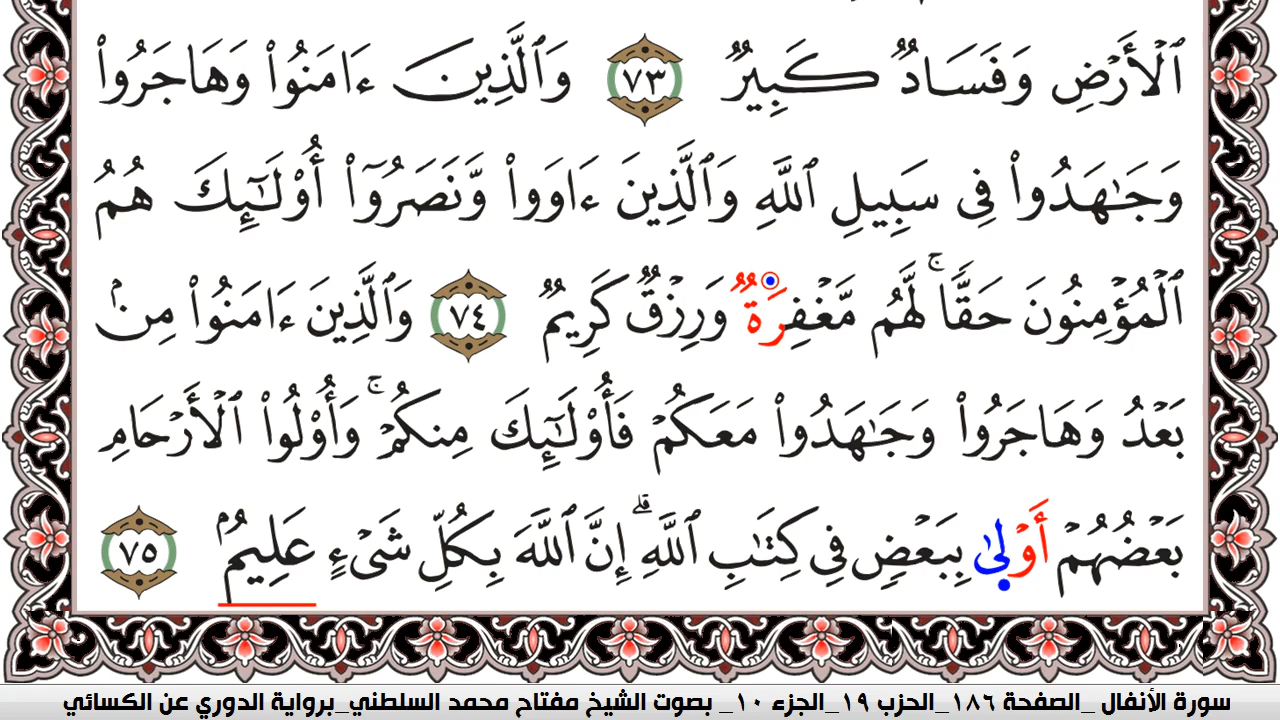 ٱلۡأَرۡضِ وَفَسَادٞ كَبِيرٞ ٧٣ وَٱلَّذِينَ ءَامَنُواْ وَهَاجَرُواْ
وَجَٰهَدُواْ فِي سَبِيلِ ٱللَّهِ وَٱلَّذِينَ ءَاوَواْ وَّنَصَرُوٓاْ أُوْلَٰٓئِكَ هُمُ
ٱلۡمُؤۡمِنُونَ حَقّٗاۚ لَّهُم مَّغۡفِرَةٞ وَرِزۡقٞ كَرِيمٞ ٧٤ وَٱلَّذِينَ ءَامَنُواْ مِنۢ
بَعۡدُ وَهَاجَرُواْ وَجَٰهَدُواْ مَعَكُمۡ فَأُوْلَٰٓئِكَ مِنكُمۡۚ وَأُوْلُواْ ٱلۡأَرۡحَامِ
بَعۡضُهُمۡ أَوۡلَىٰ بِبَعۡضٖ فِي كِتَٰبِ ٱللَّهِۗ إِنَّ ٱللَّهَ بِكُلِّ شَيۡءٍ عَلِيمُۢ ٧٥
سورة الأنفال _الصفحة ١٨٦_الحزب ١٩_الجزء ١٠_ بصوت الشيخ مفتاح محمد السلطني_برواية الدوري عن الكسائي